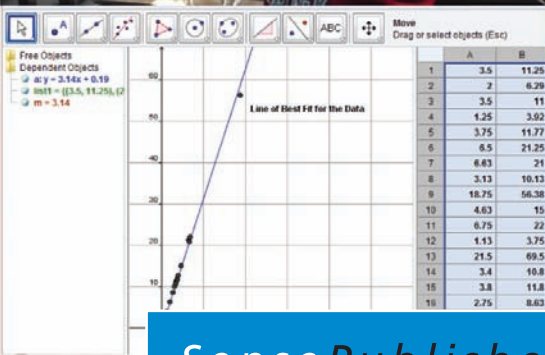 ABC
Move
Drag or select objects (Esc)
Free Objects
Dependent Objects
a: y = 3.14x + 0.19
list1 = {(3.5, 11.25), (2
m = 3.14
60
50
40
30
20
10
Line of Best Fit for the Data
A B
1 3.5 11.25
2 2 6.29
3 3.5 11
4 1.25 3.92
5 3.75 11.77
6 6.5 21.25
7 6.63 21
8 3.13 10.13
9 18.75 56.38
10 4.63 15
11 6.75 22
12 1.13 3.75
13 21.5 69.5
14 3.4 10.8
15 3.8 11.8
16 2.75 8.63